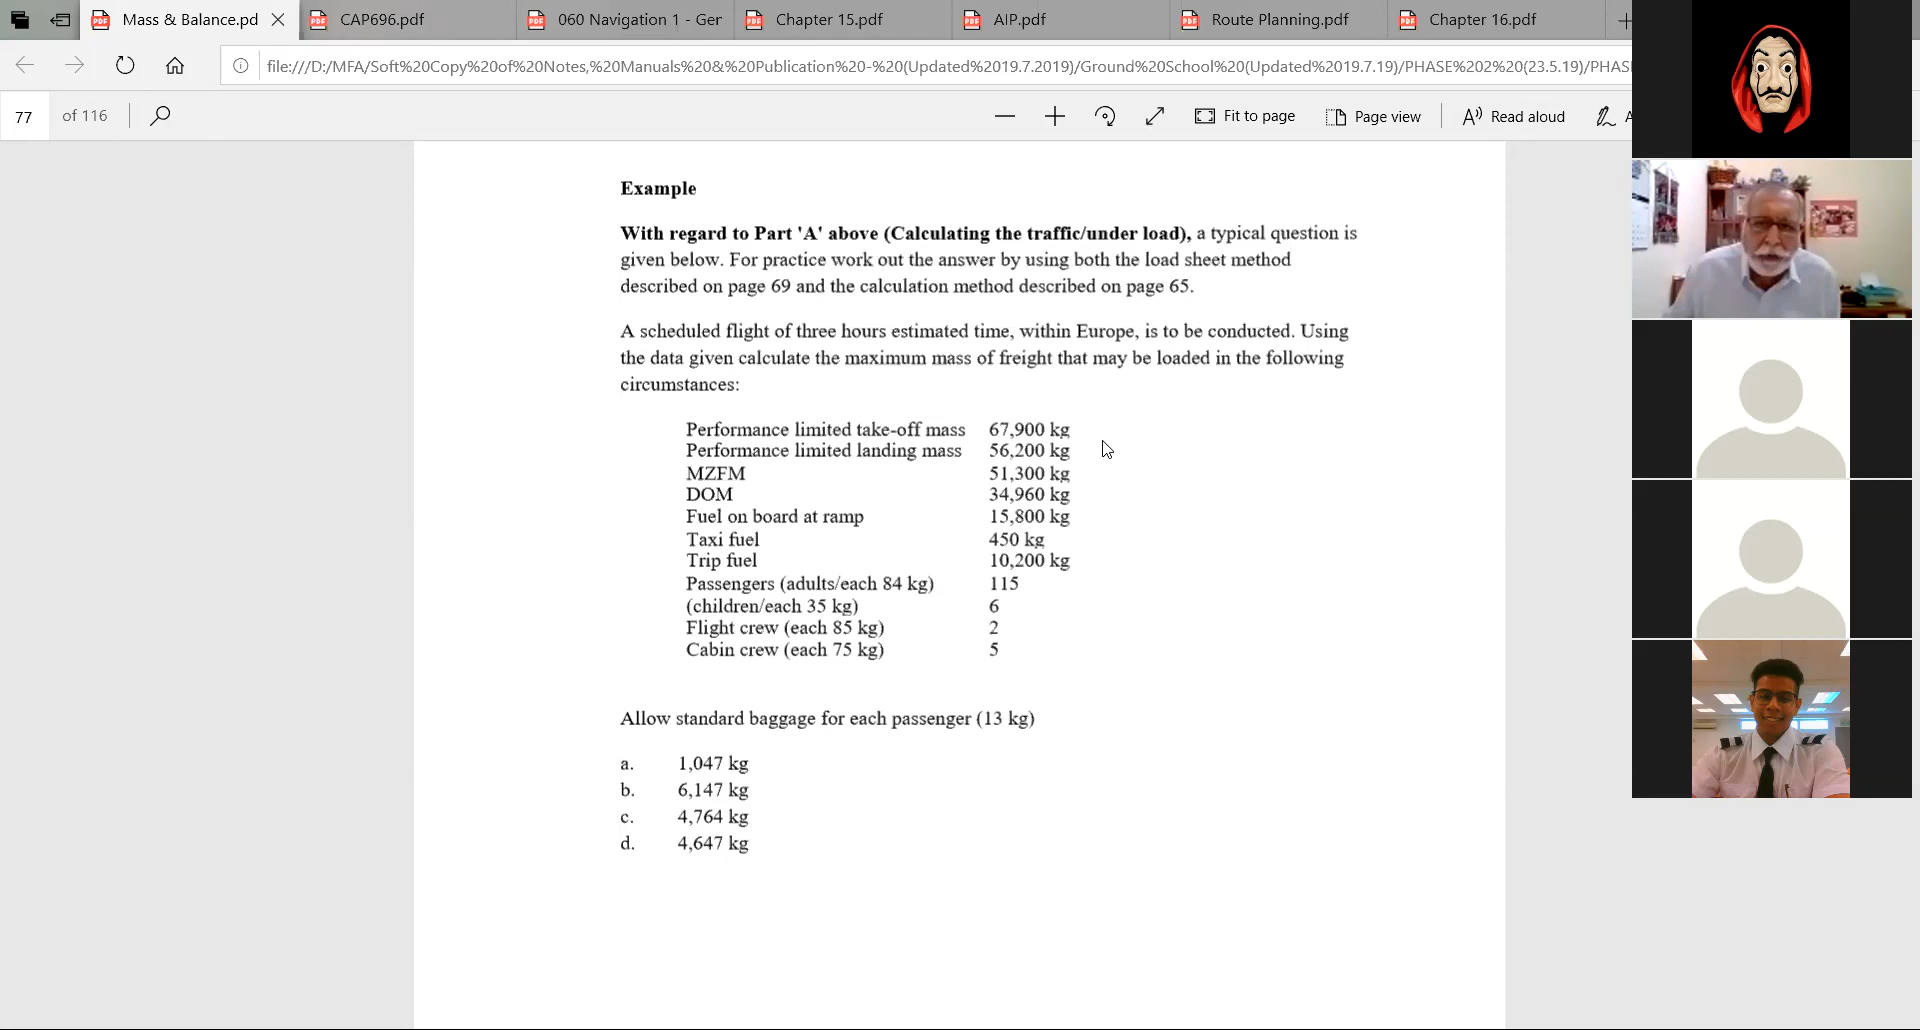 Mass & Balance.pd
CAP696.pdf
060 Navigation 1 - Ger
Chapter 15.pdf
AIP.pdf
Route Planning.pdf
Chapter 16.pdf
file:///D:/MFA/Soft%20Copy%20of%20Notes,%20Manuals%20&%20Publication%20-%20(Updated%2019.7.2019)/Ground%20School%20(Updated%2019.7.19)/PHASE%202%20(23.5.19)/PHAS
77 of 116
Fit to page
Page view
Read aloud
Example
With regard to Part 'A' above (Calculating the traffic/under load), a typical question is
given below. For practice work out the answer by using both the load sheet method
described on page 69 and the calculation method described on page 65.
A scheduled flight of three hours estimated time, within Europe, is to be conducted. Using
the data given calculate the maximum mass of freight that may be loaded in the following
circumstances:
Performance limited take-off mass 67,900 kg
Performance limited landing mass 56,200 kg
MZFM 51,300 kg
DOM 34,960 kg
Fuel on board at ramp 15,800 kg
Taxi fuel 450 kg
Trip fuel 10,200 kg
Passengers (adults/each 84 kg) 115
(children/each 35 kg) 6
Flight crew (each 85 kg) 2
Cabin crew (each 75 kg) 5
Allow standard baggage for each passenger (13 kg)
a. 1,047 kg
b. 6,147 kg
c. 4,764 kg
d. 4,647 kg